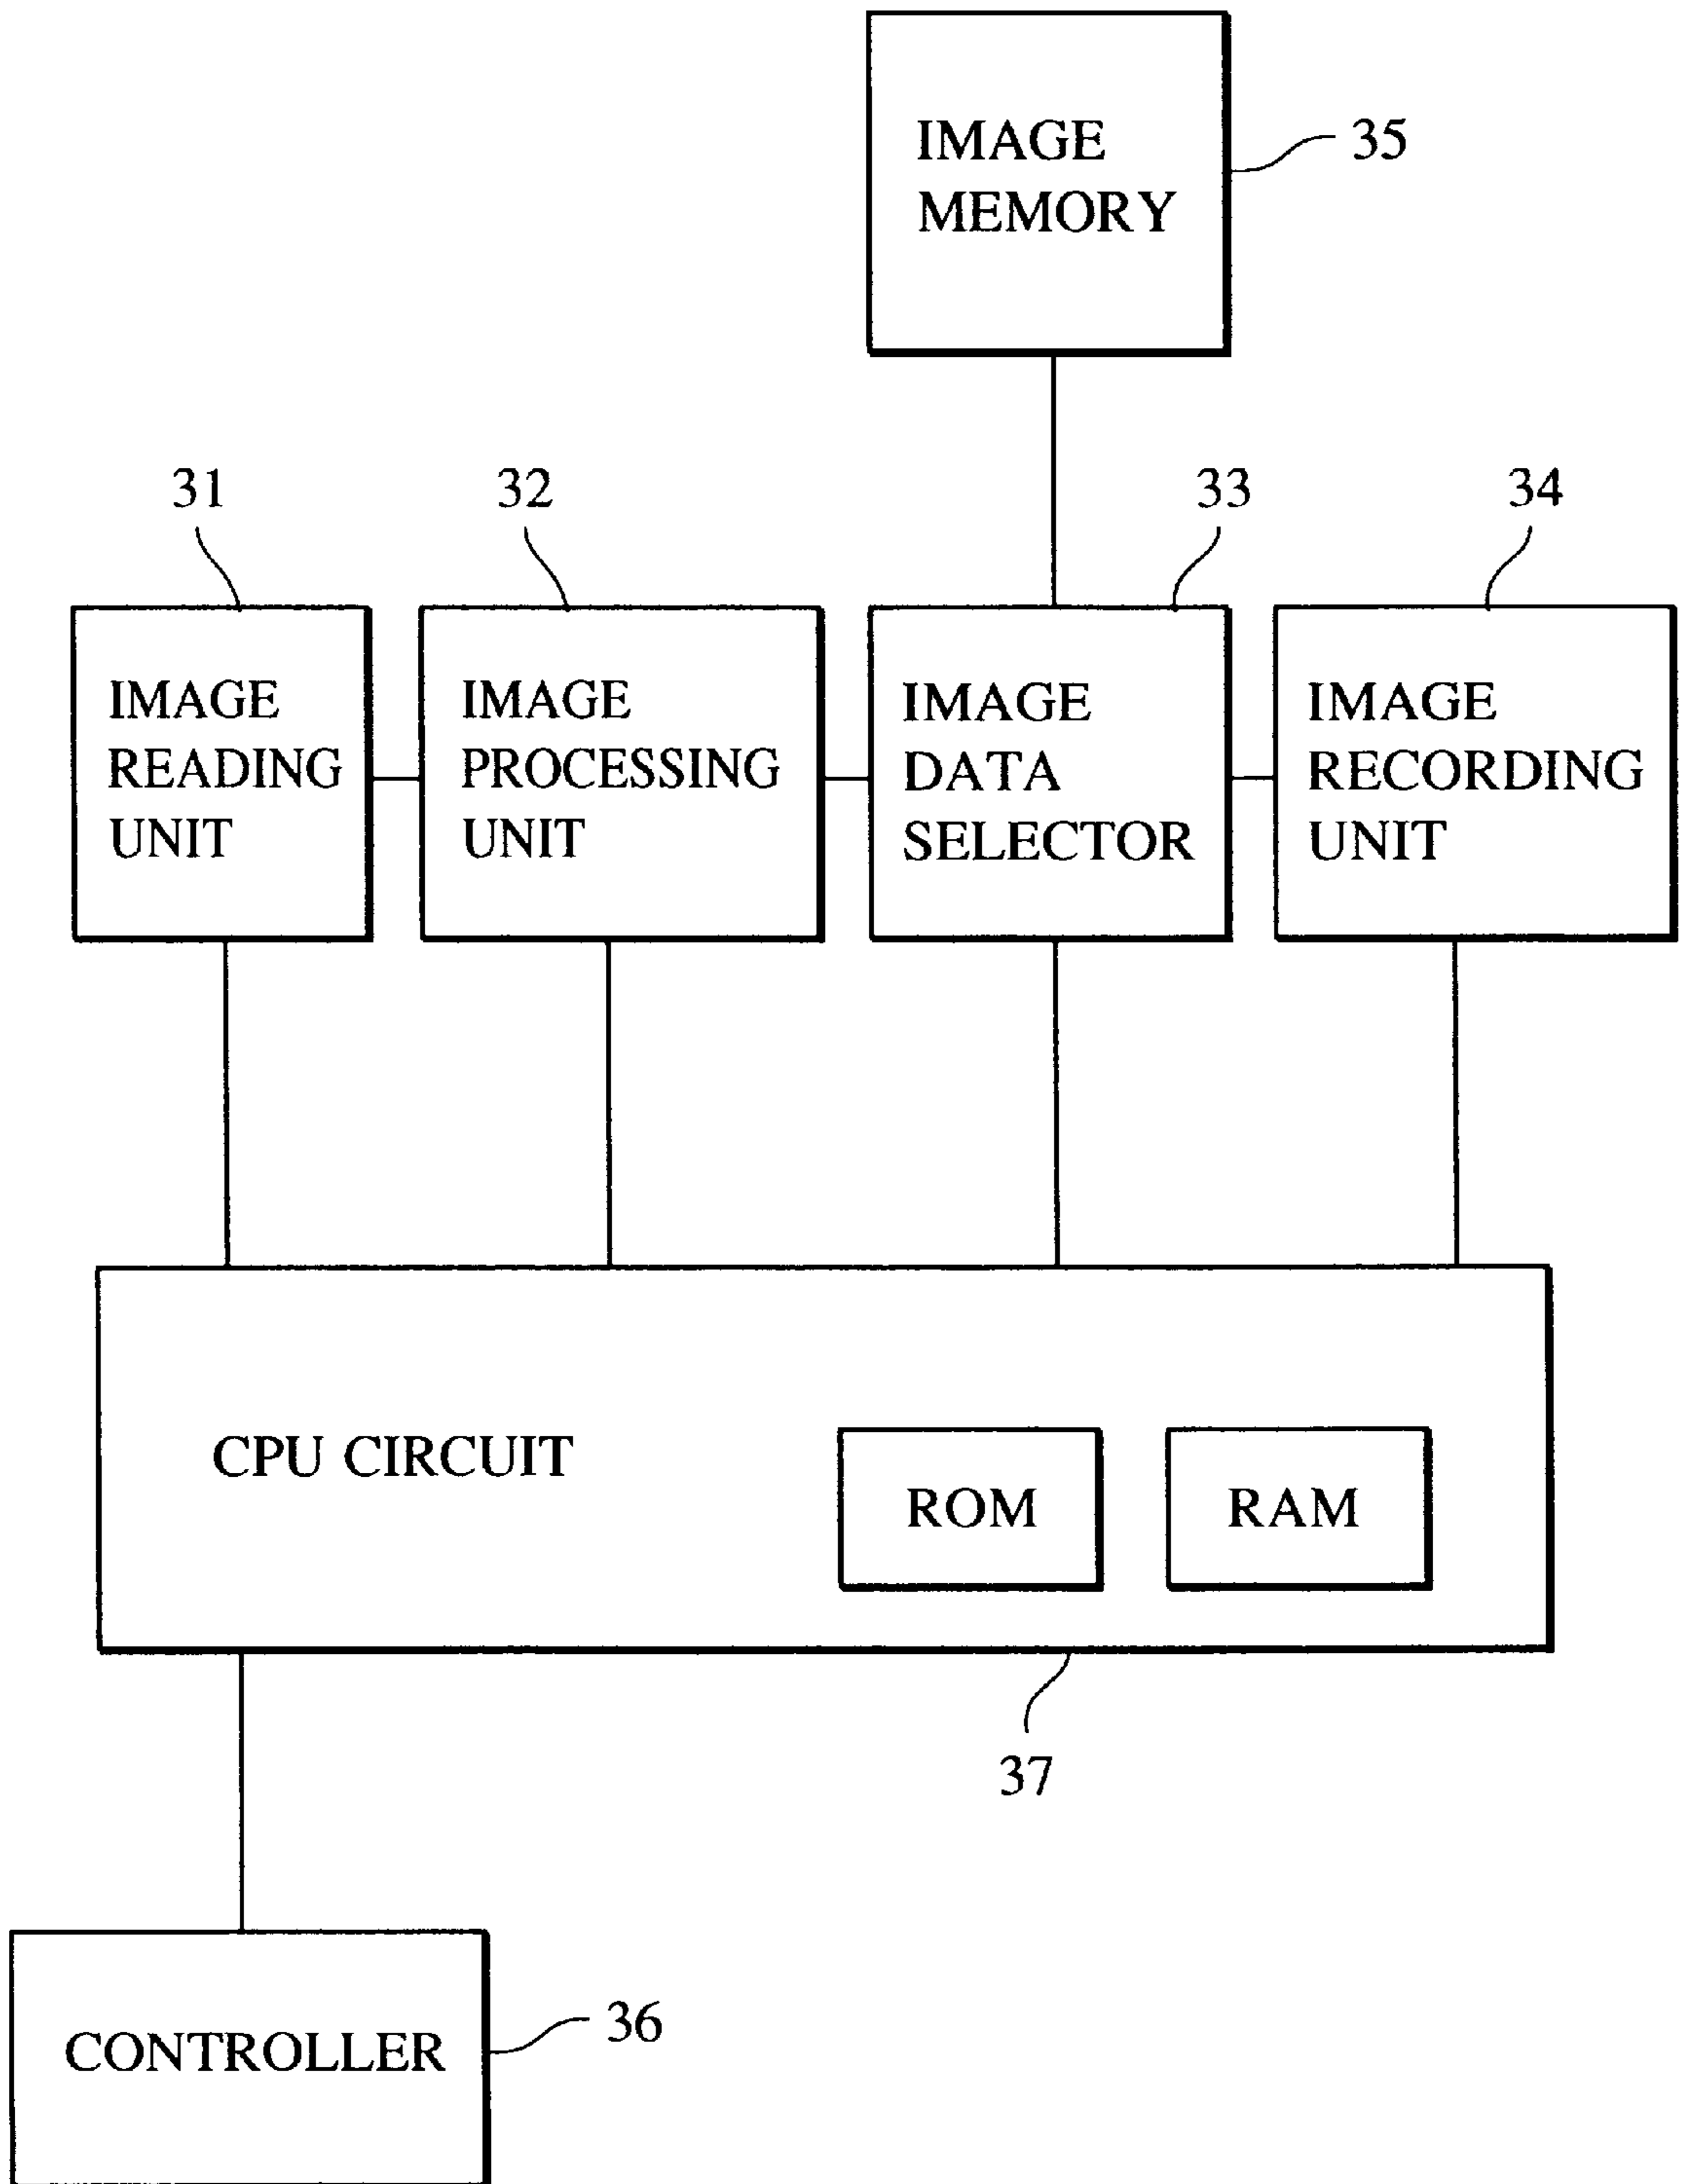 IMAGE
MEMORY
35
31
32
33
34
IMAGE
READING
UNIT
IMAGE
PROCESSING
UNIT
IMAGE
DATA
SELECTOR
IMAGE
RECORDING
UNIT
CPU CIRCUIT
ROM
RAM
37
CONTROLLER
36